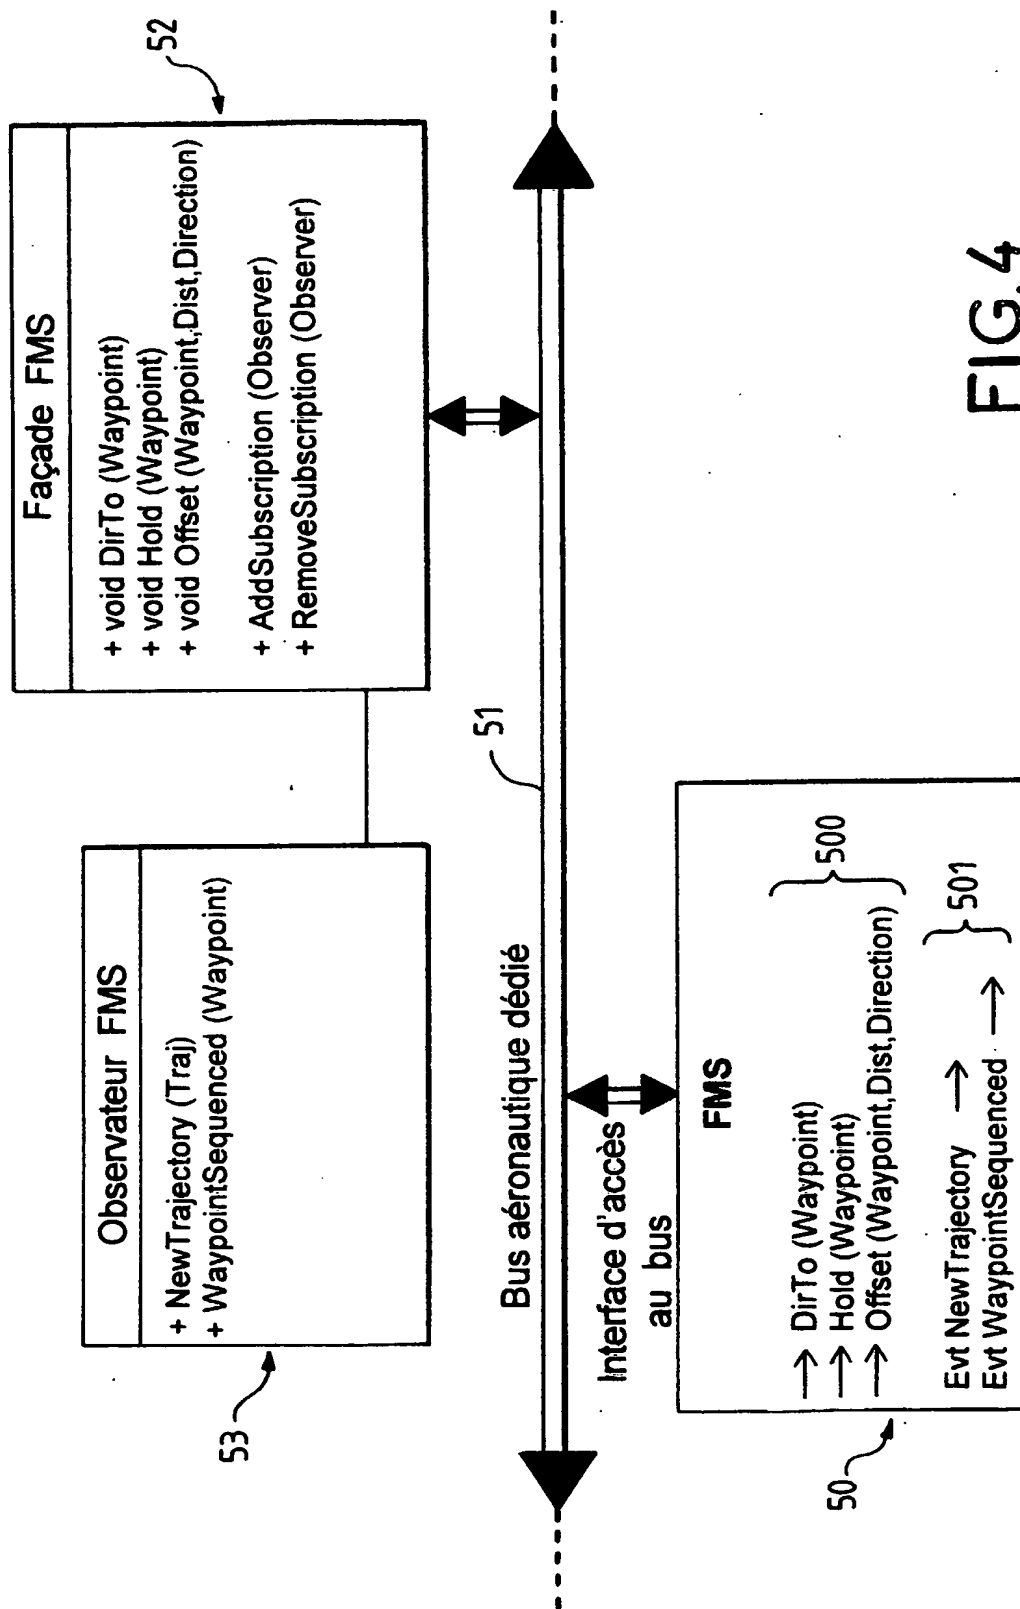 53
Observateur FMS
+ NewTrajectory (Traj)
+ WaypointSequenced (Waypoint)
52
Façade FMS
+ void DirTo (Waypoint)
+ void Hold (Waypoint)
+ void Offset (Waypoint,Dist,Direction)
+ AddSubscription (Observer)
+ RemoveSubscription (Observer)
Bus aéronautique dédié
51
Interface d'accès
au bus
50
FMS
→ DirTo (Waypoint)
→ Hold (Waypoint)
→ Offset (Waypoint,Dist,Direction)
500
Evt NewTrajectory →
Evt WaypointSequenced →
501
FIG.4